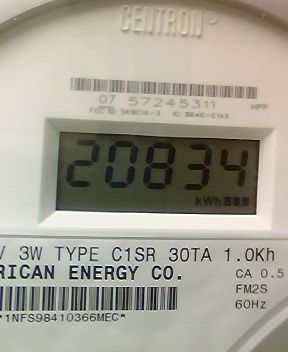 CENTRON®
07 57245311 HPP
20834
kWh
V 3W TYPE C1SR 30TA 1.0Kh
RICAN ENERGY CO. CA 0.5
FM2S
60Hz
*1NFS98410366MEC*